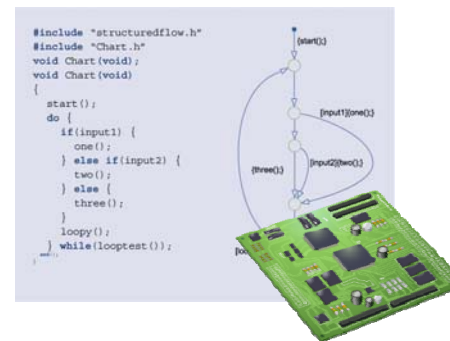 #include "structuredflow.h"
#include "Chart.h"
void Chart(void);
void Chart(void)
{
start();
do {
if(input1) {
one();
} else if(input2) {
two();
} else {
three();
}
loopy();
} while(looptest());
}
{start();}
[input1]{one();}
[input2]{two();}
{three();}